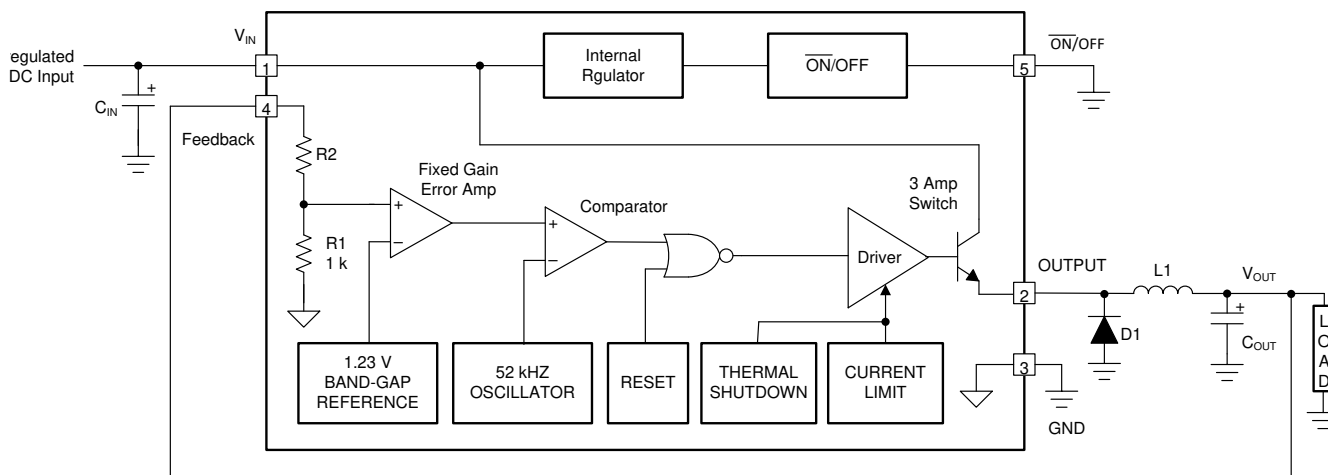 V_IN
egulated
DC Input
C_IN
+
1
4
Feedback
R2
R1
1 k
Internal
Rgulator
ON/OFF
5
ON/OFF
Fixed Gain
Error Amp
+
−
Comparator
+
−
3 Amp
Switch
Driver
OUTPUT
2
L1
V_OUT
D1
+
C_OUT
L
O
A
D
3
GND
1.23 V
BAND-GAP
REFERENCE
52 kHZ
OSCILLATOR
RESET
THERMAL
SHUTDOWN
CURRENT
LIMIT